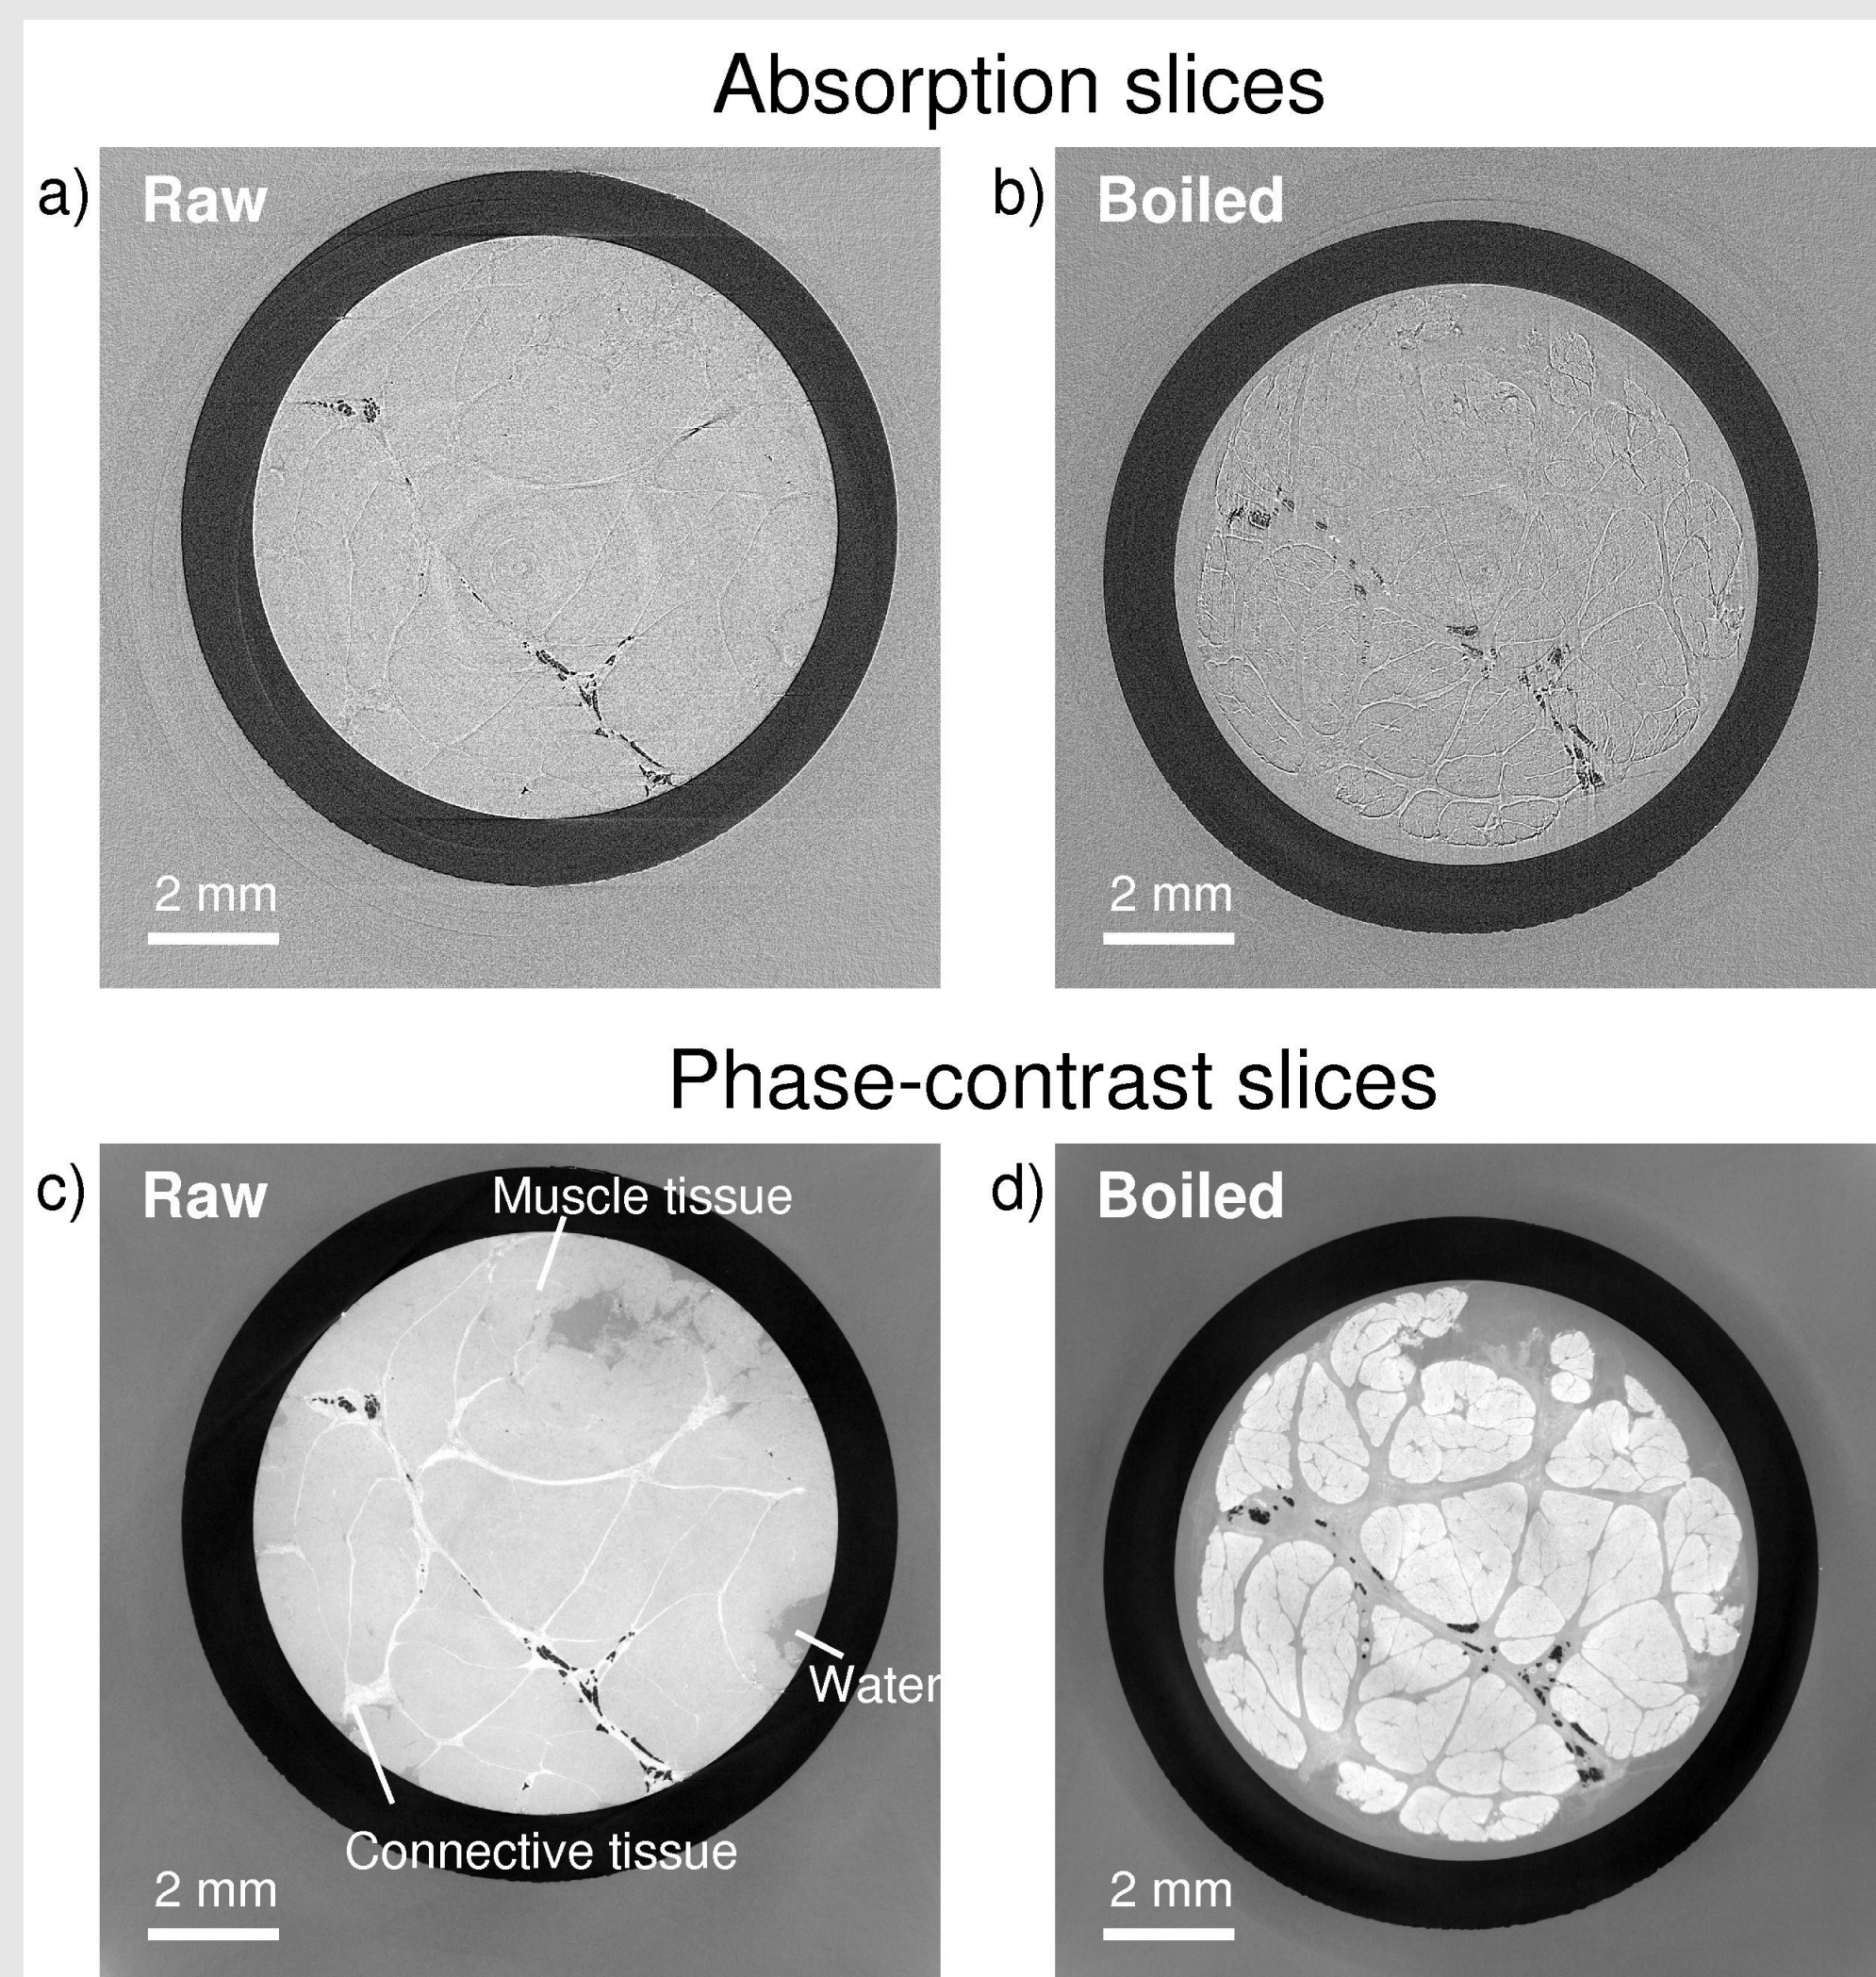 Absorption slices
a) Raw
b) Boiled
2 mm
2 mm
Phase-contrast slices
c) Raw
d) Boiled
Muscle tissue
Water
Connective tissue
2 mm
2 mm